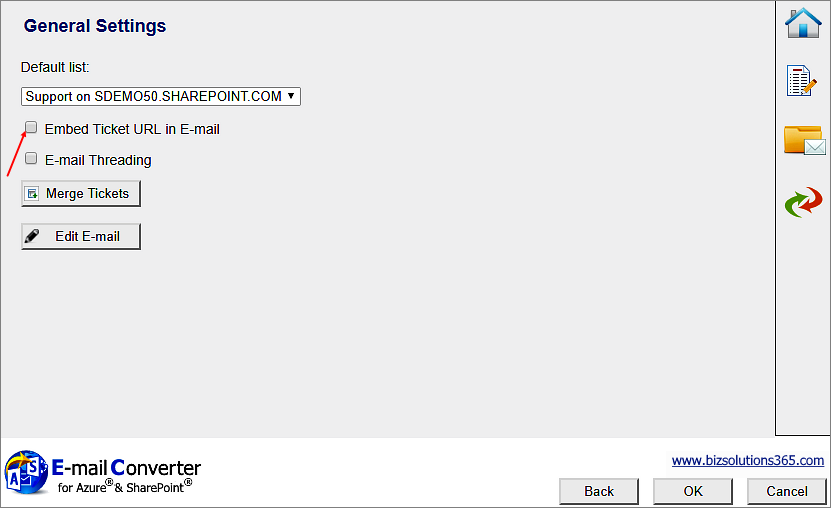 General Settings
Default list:
Support on SDEMO50.SHAREPOINT.COM
Embed Ticket URL in E-mail
E-mail Threading
Merge Tickets
Edit E-mail
A S
E-mail Converter
for Azure® & SharePoint®
www.bizsolutions365.com
Back OK Cancel